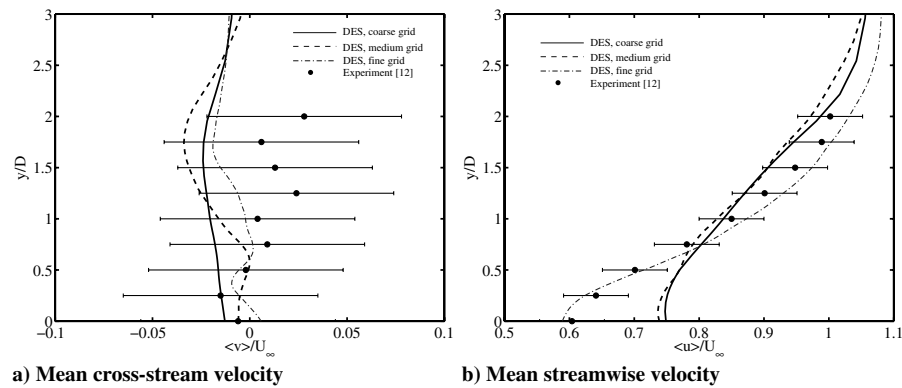 3
2.5
2
1.5
1
0.5
0
y/D
−0.1
−0.05
0
0.05
0.1
<v>/U∞
DES, coarse grid
DES, medium grid
DES, fine grid
Experiment [12]
a) Mean cross-stream velocity
3
2.5
2
1.5
1
0.5
0
y/D
0.5
0.6
0.7
0.8
0.9
1
1.1
<u>/U∞
DES, coarse grid
DES, medium grid
DES, fine grid
Experiment [12]
b) Mean streamwise velocity